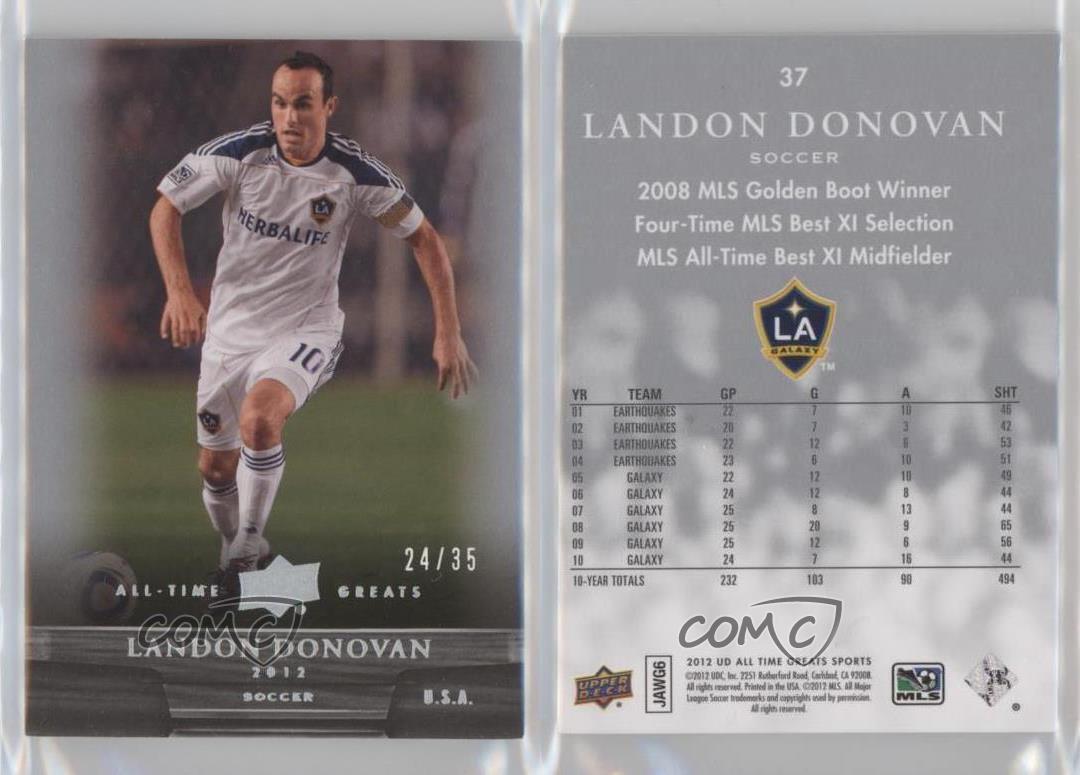 LA
HERBALIFE
10
24/35
ALL-TIME GREATS
LANDON DONOVAN
2012
SOCCER
U.S.A.
COMC
37
LANDON DONOVAN
SOCCER
2008 MLS Golden Boot Winner
Four-Time MLS Best XI Selection
MLS All-Time Best XI Midfielder
LA
GALAXY
TM
YR TEAM GP G A SHT
01 EARTHQUAKES 22 7 10 46
02 EARTHQUAKES 20 7 3 42
03 EARTHQUAKES 22 12 6 53
04 EARTHQUAKES 23 6 10 51
05 GALAXY 22 12 10 49
06 GALAXY 24 12 8 44
07 GALAXY 25 8 13 44
08 GALAXY 25 20 9 65
09 GALAXY 25 12 6 56
10 GALAXY 24 7 16 44
10-YEAR TOTALS 232 103 90 494
COMC
UPPER
DECK
JAWG6
2012 UD ALL TIME GREATS SPORTS
©2012 UDC, Inc. 2251 Rutherford Road, Carlsbad, CA 92008.
All rights reserved. Printed in the USA. ©2012 MLS. All Major
League Soccer trademarks and copyrights used by permission.
All rights reserved.
MLS
®